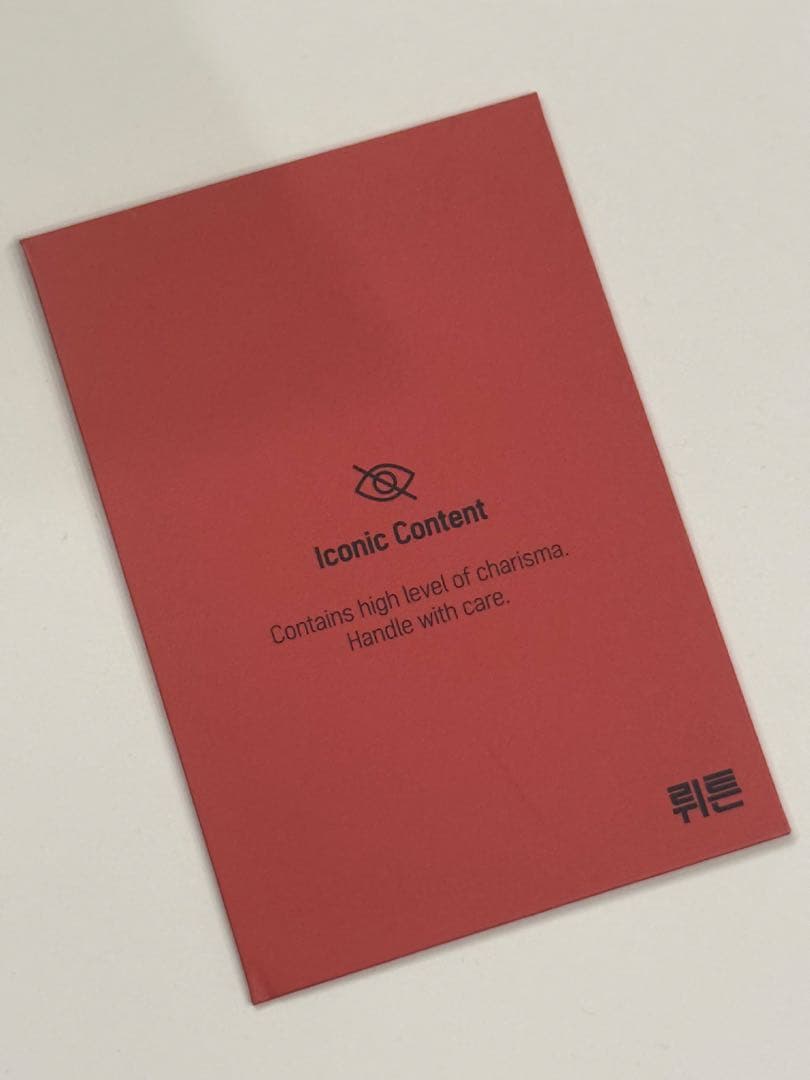 Iconic Content
Contains high level of charisma.
Handle with care.
뤼튼